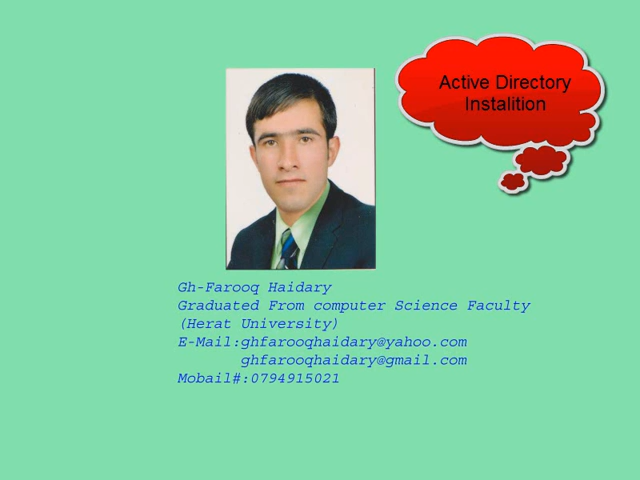 Active Directory
Instalition
Gh-Farooq Haidary
Graduated From computer Science Faculty
(Herat University)
E-Mail:ghfarooqhaidary@yahoo.com
ghfarooqhaidary@gmail.com
Mobail#:0794915021